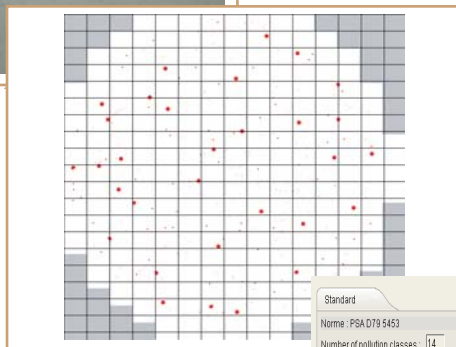 Standard
Norme : PSA D79 5453
Number of pollution classes : 14